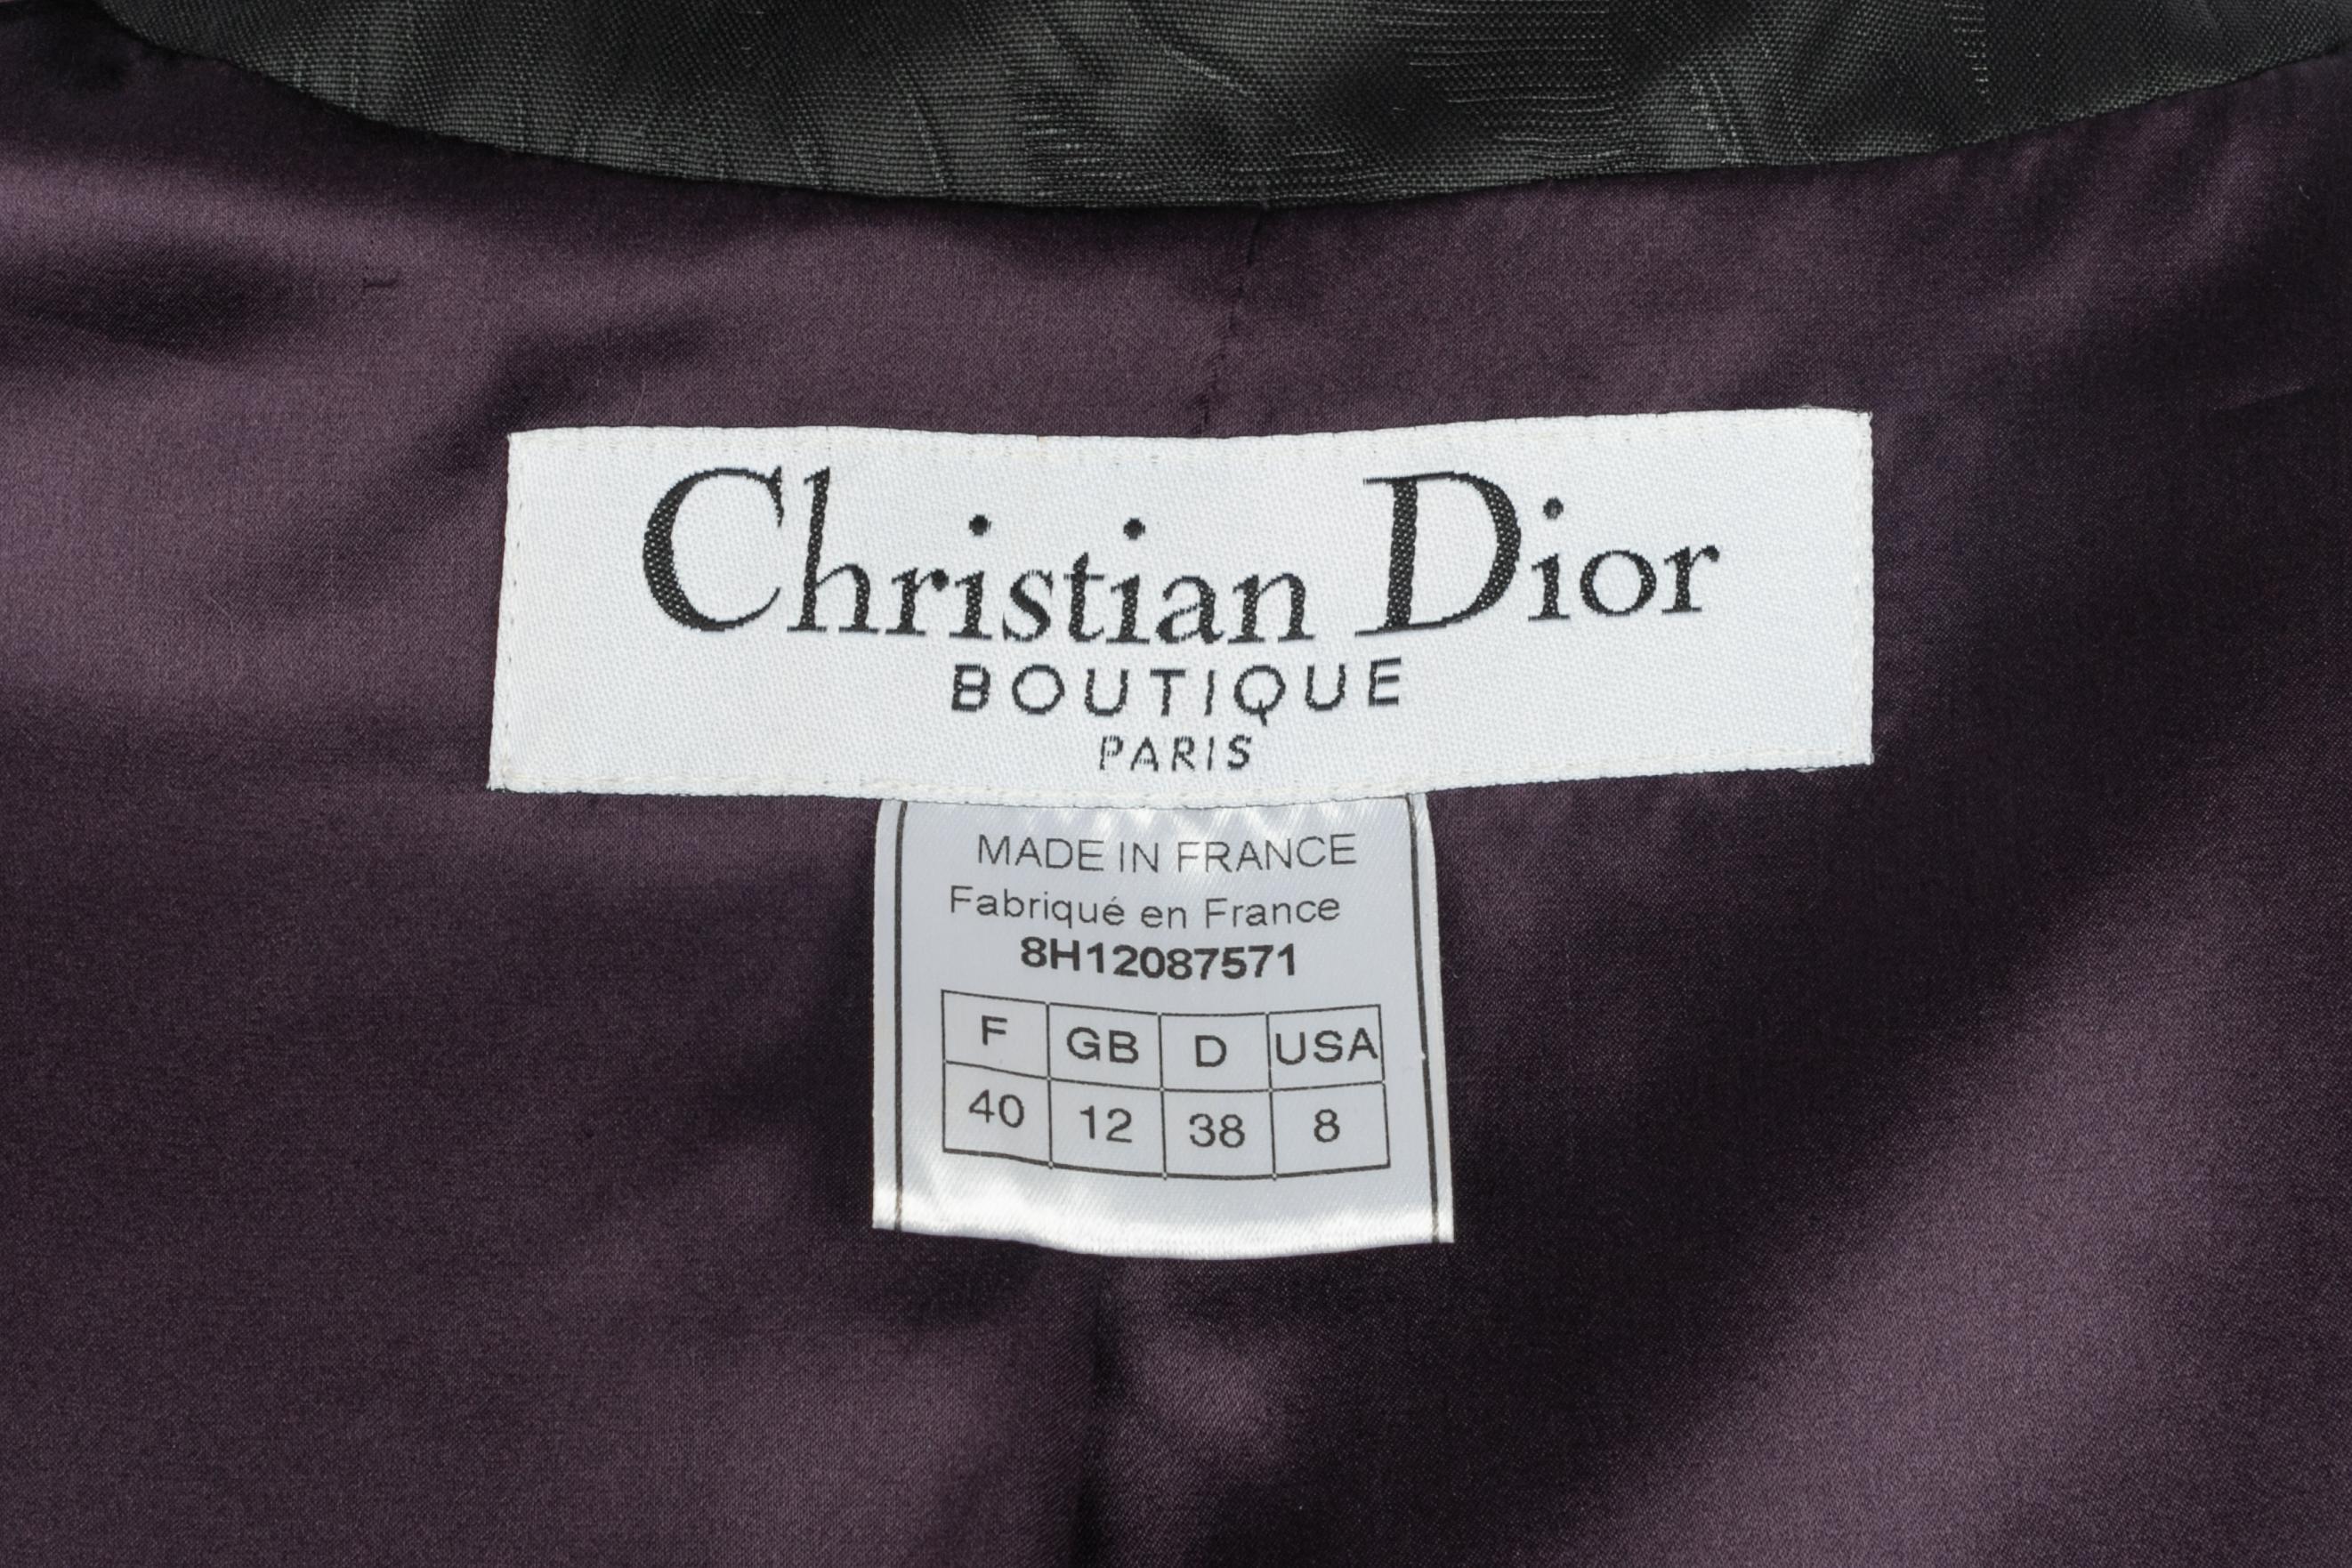 Christian Dior
BOUTIQUE
PARIS
MADE IN FRANCE
Fabriqué en France
8H12087571
F GB D USA
40 12 38 8